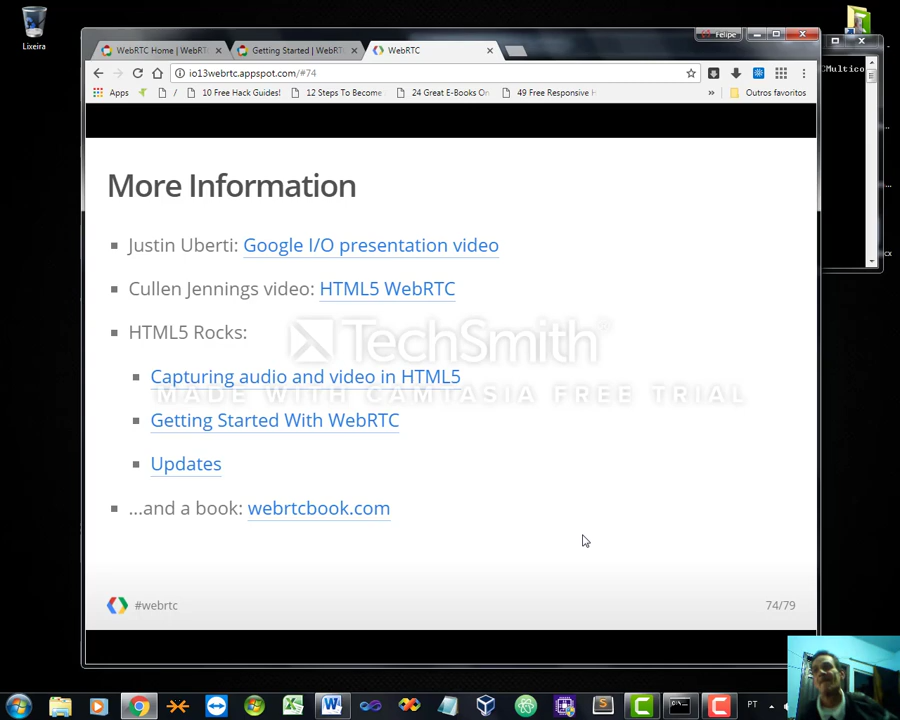 Lixeira
WebRTC Home | WebRT
Getting Started | WebRT
WebRTC
Felipe
io13webrtc.appspot.com/#74
Apps
/
10 Free Hack Guides!
12 Steps To Become
24 Great E-Books On
49 Free Responsive H
»
Outros favoritos
CMultico
More Information
Justin Uberti: Google I/O presentation video
Cullen Jennings video: HTML5 WebRTC
HTML5 Rocks:
TechSmith®
Capturing audio and video in HTML5
MADE WITH CAMTASIA FREE TRIAL
Getting Started With WebRTC
Updates
...and a book: webrtcbook.com
#webrtc
74/79
PT